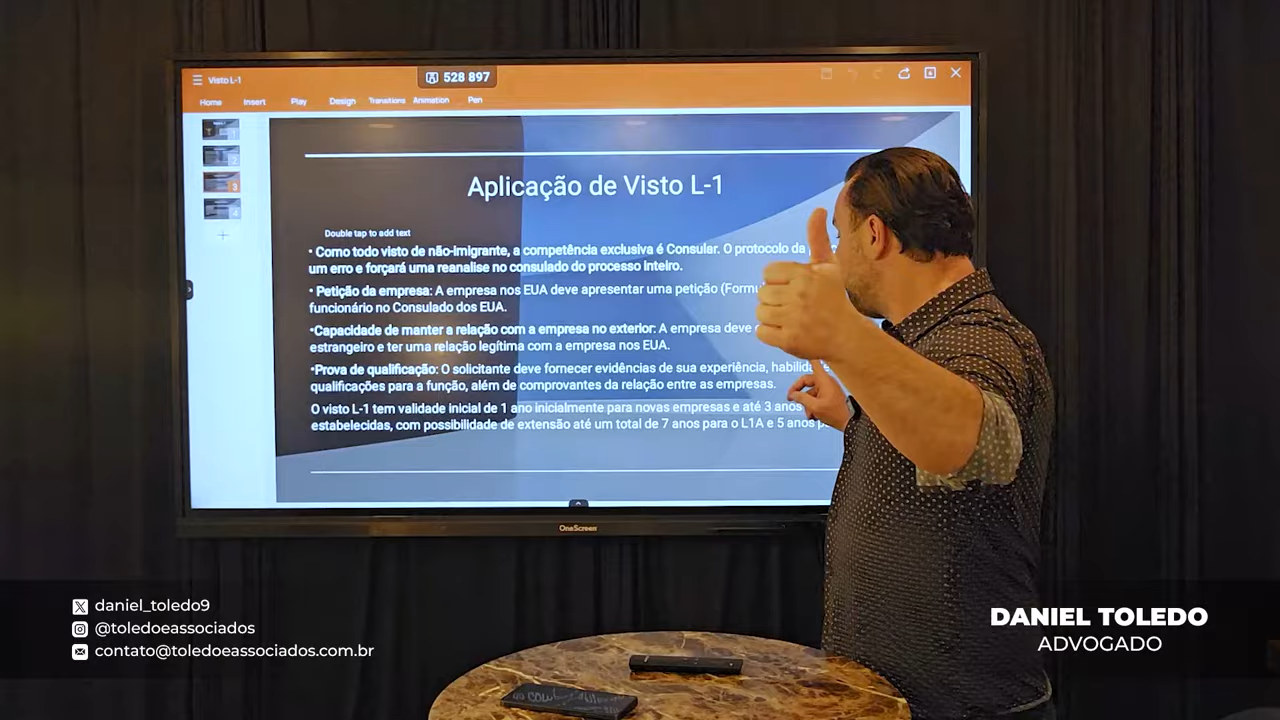 Visto L-1
528 897
Home Insert Play Design Transitions Animation Pen
1
2
3
4
Aplicação de Visto L-1
Double tap to add text
• Como todo visto de não-imigrante, a competência exclusiva é Consular. O protocolo da
um erro e forçará uma reanalise no consulado do processo inteiro.
• Petição da empresa: A empresa nos EUA deve apresentar uma petição
funcionário no Consulado dos EUA.
•Capacidade de manter a relação com a empresa no exterior: A empresa deve
estrangeiro e ter uma relação legítima com a empresa nos EUA.
•Prova de qualificação: O solicitante deve fornecer evidências de sua experiência,
qualificações para a função, além de comprovantes da relação entre as empresas.
O visto L-1 tem validade inicial de 1 ano inicialmente para novas empresas e até 3 anos
estabelecidas, com possibilidade de extensão até um total de 7 anos para o L1A e 5 anos
OneScreen
daniel_toledo9
@toledoeassociados
contato@toledoeassociados.com.br
DANIEL TOLEDO
ADVOGADO